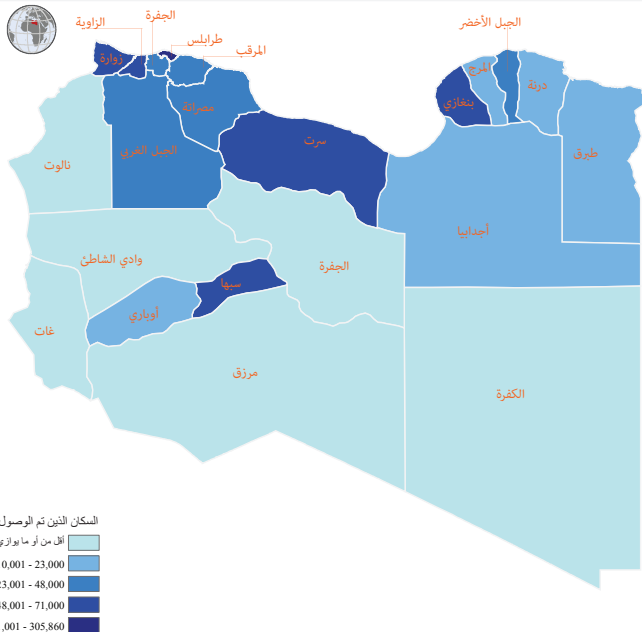 الجبل الأخضر
الجفرة
الزاوية
طرابلس
المرقب
زوارة
المرج
درنة
بنغازي
مصراتة
سرت
الجبل الغربي
طبرق
نالوت
أجدابيا
وادي الشاطئ
الجفرة
سبها
أوباري
غات
مرزق
الكفرة
السكان الذين تم الوصول
أقل من أو ما يوازي
0,001 - 23,000
23,001 - 48,000
48,001 - 71,000
,001 - 305,860